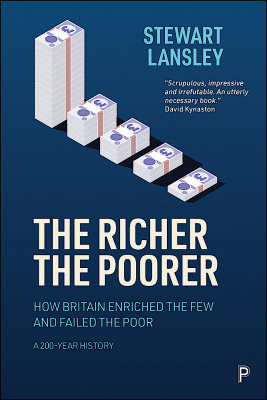 STEWART
LANSLEY
"Scrupulous, impressive
and irrefutable. An utterly
necessary book."
David Kynaston
THE RICHER
THE POORER
HOW BRITAIN ENRICHED THE FEW
AND FAILED THE POOR
A 200-YEAR HISTORY
P